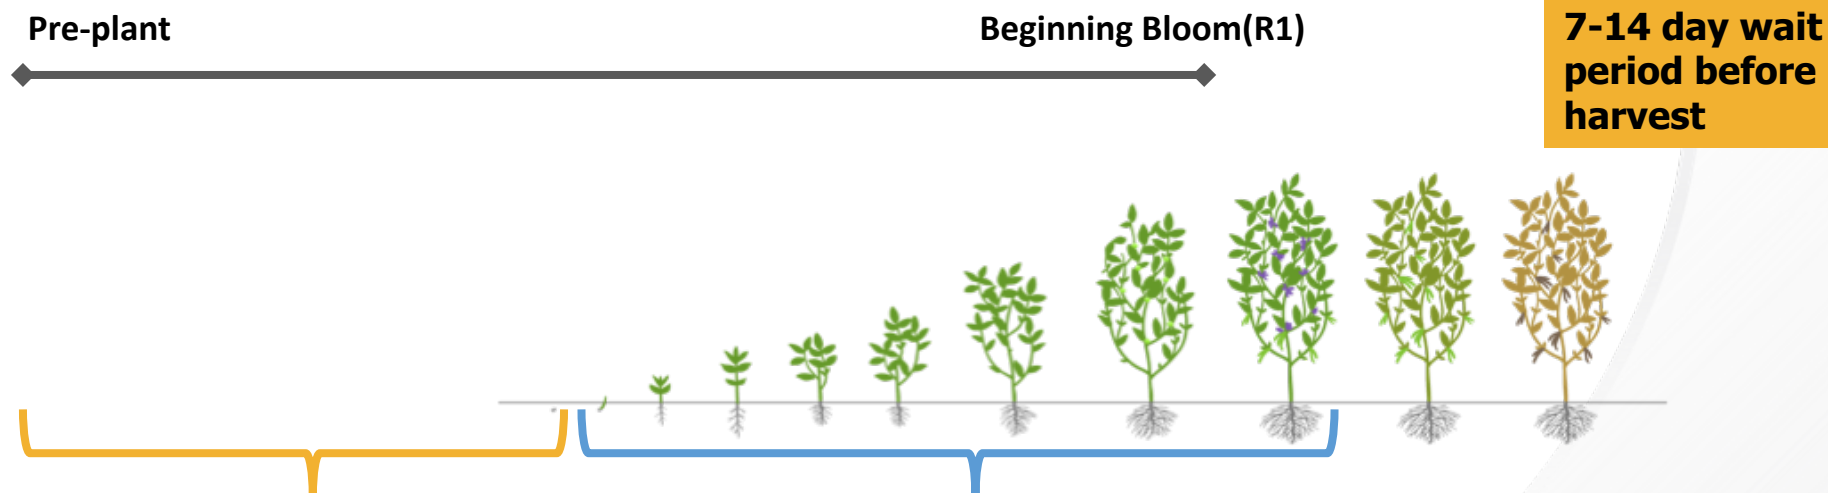 Pre-plant
Beginning Bloom(R1)
7-14 day wait
period before
harvest